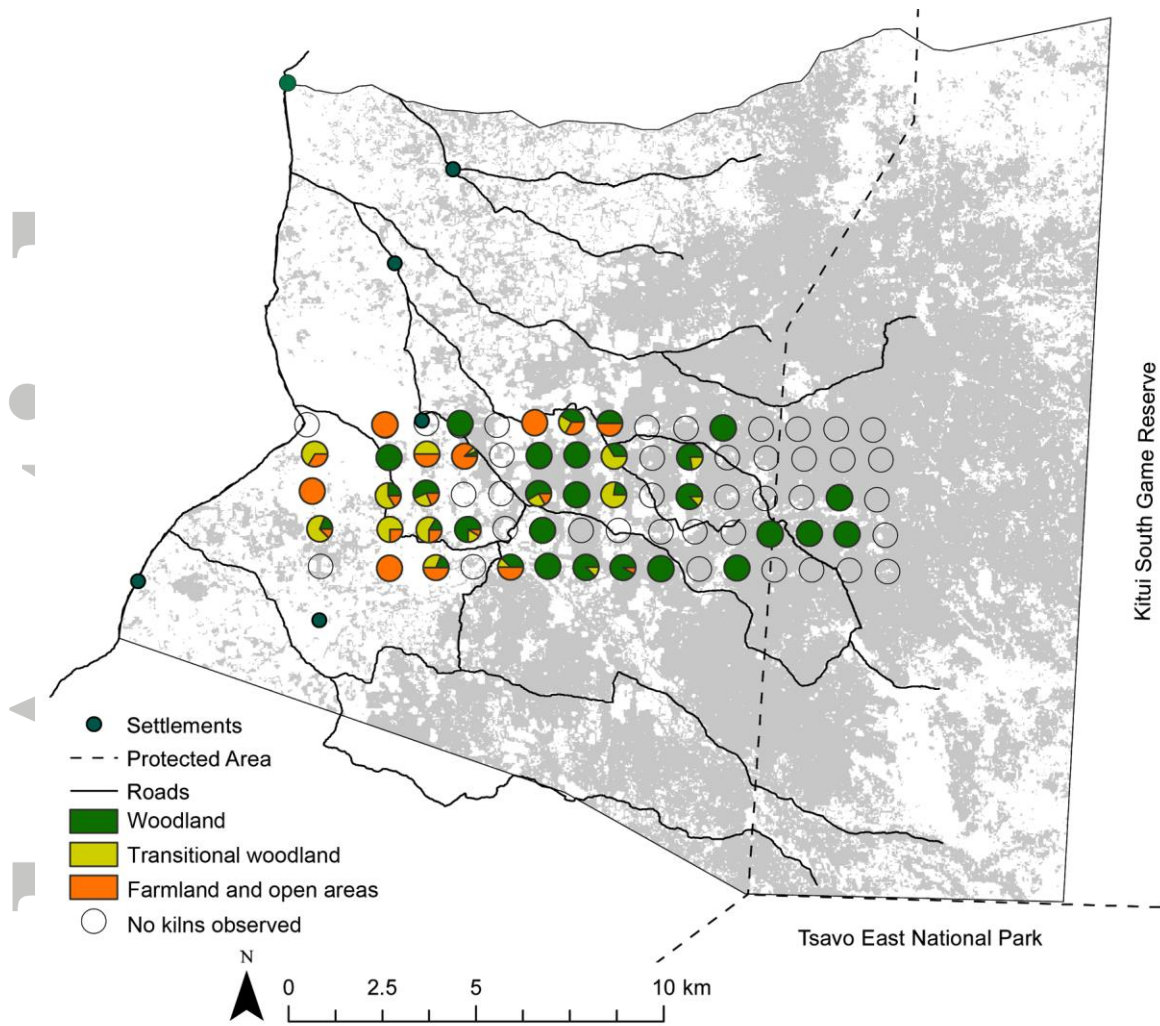 Kitui South Game Reserve
Settlements
Protected Area
Roads
Woodland
Transitional woodland
Farmland and open areas
No kilns observed
Tsavo East National Park
N
0 2.5 5 10 km